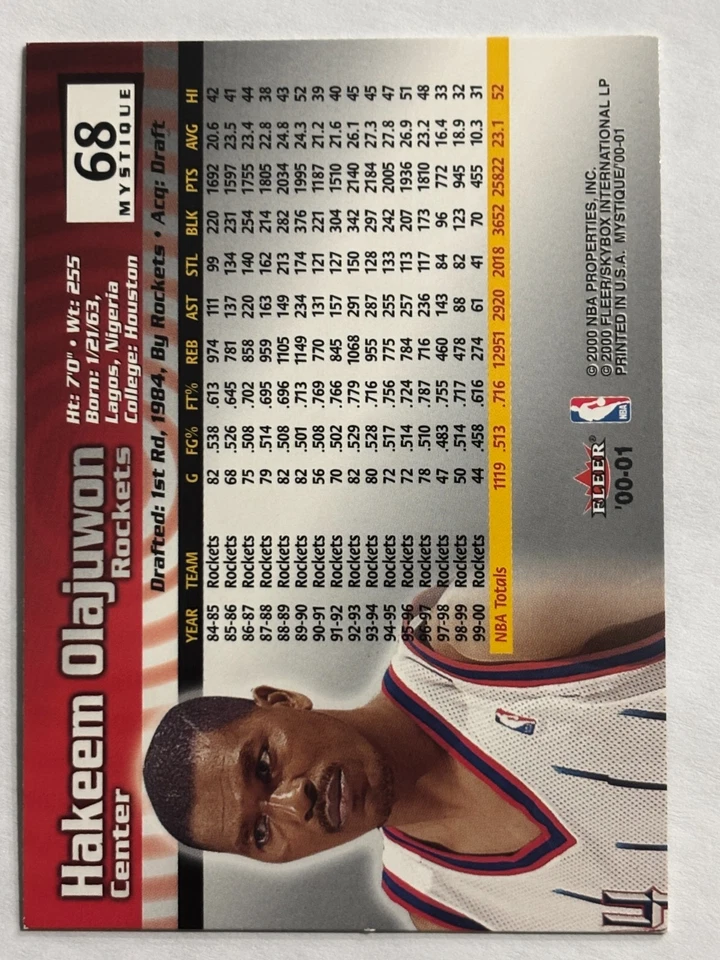 Hakeem Olajuwon
Center Rockets
Ht: 7'0" • Wt: 255
Born: 1/21/63,
Lagos, Nigeria
College: Houston
68
MYSTIQUE
Drafted: 1st Rd, 1984, By Rockets • Acq: Draft
YEAR TEAM G FG% FT% REB AST STL BLK PTS AVG HI
84-85 Rockets 82 .538 .613 974 111 99 220 1692 20.6 42
85-86 Rockets 68 .526 .645 781 137 134 231 1597 23.5 41
86-87 Rockets 75 .508 .702 858 220 140 254 1755 23.4 44
87-88 Rockets 79 .514 .695 959 163 162 214 1805 22.8 38
88-89 Rockets 82 .508 .696 1105 149 213 282 2034 24.8 43
89-90 Rockets 82 .501 .713 1149 234 174 376 1995 24.3 52
90-91 Rockets 56 .508 .769 770 131 121 221 1187 21.2 39
91-92 Rockets 70 .502 .766 845 157 127 304 1510 21.6 40
92-93 Rockets 82 .529 .779 1068 291 150 342 2140 26.1 45
93-94 Rockets 80 .528 .716 955 287 128 297 2184 27.3 45
94-95 Rockets 72 .517 .756 775 255 133 242 2005 27.8 47
95-96 Rockets 72 .514 .724 784 257 113 207 1936 26.9 51
96-97 Rockets 78 .510 .787 716 236 117 173 1810 23.2 48
97-98 Rockets 47 .483 .755 460 143 84 96 772 16.4 33
98-99 Rockets 50 .514 .717 478 88 82 123 945 18.9 32
99-00 Rockets 44 .458 .616 274 61 41 70 455 10.3 31
NBA Totals 1119 .513 .716 12951 2920 2018 3652 25822 23.1 52
FLEER®
'00-01
NBA
© 2000 NBA PROPERTIES, INC.
© 2000 FLEER/SKYBOX INTERNATIONAL LP
PRINTED IN U.S.A. MYSTIQUE/'00-01